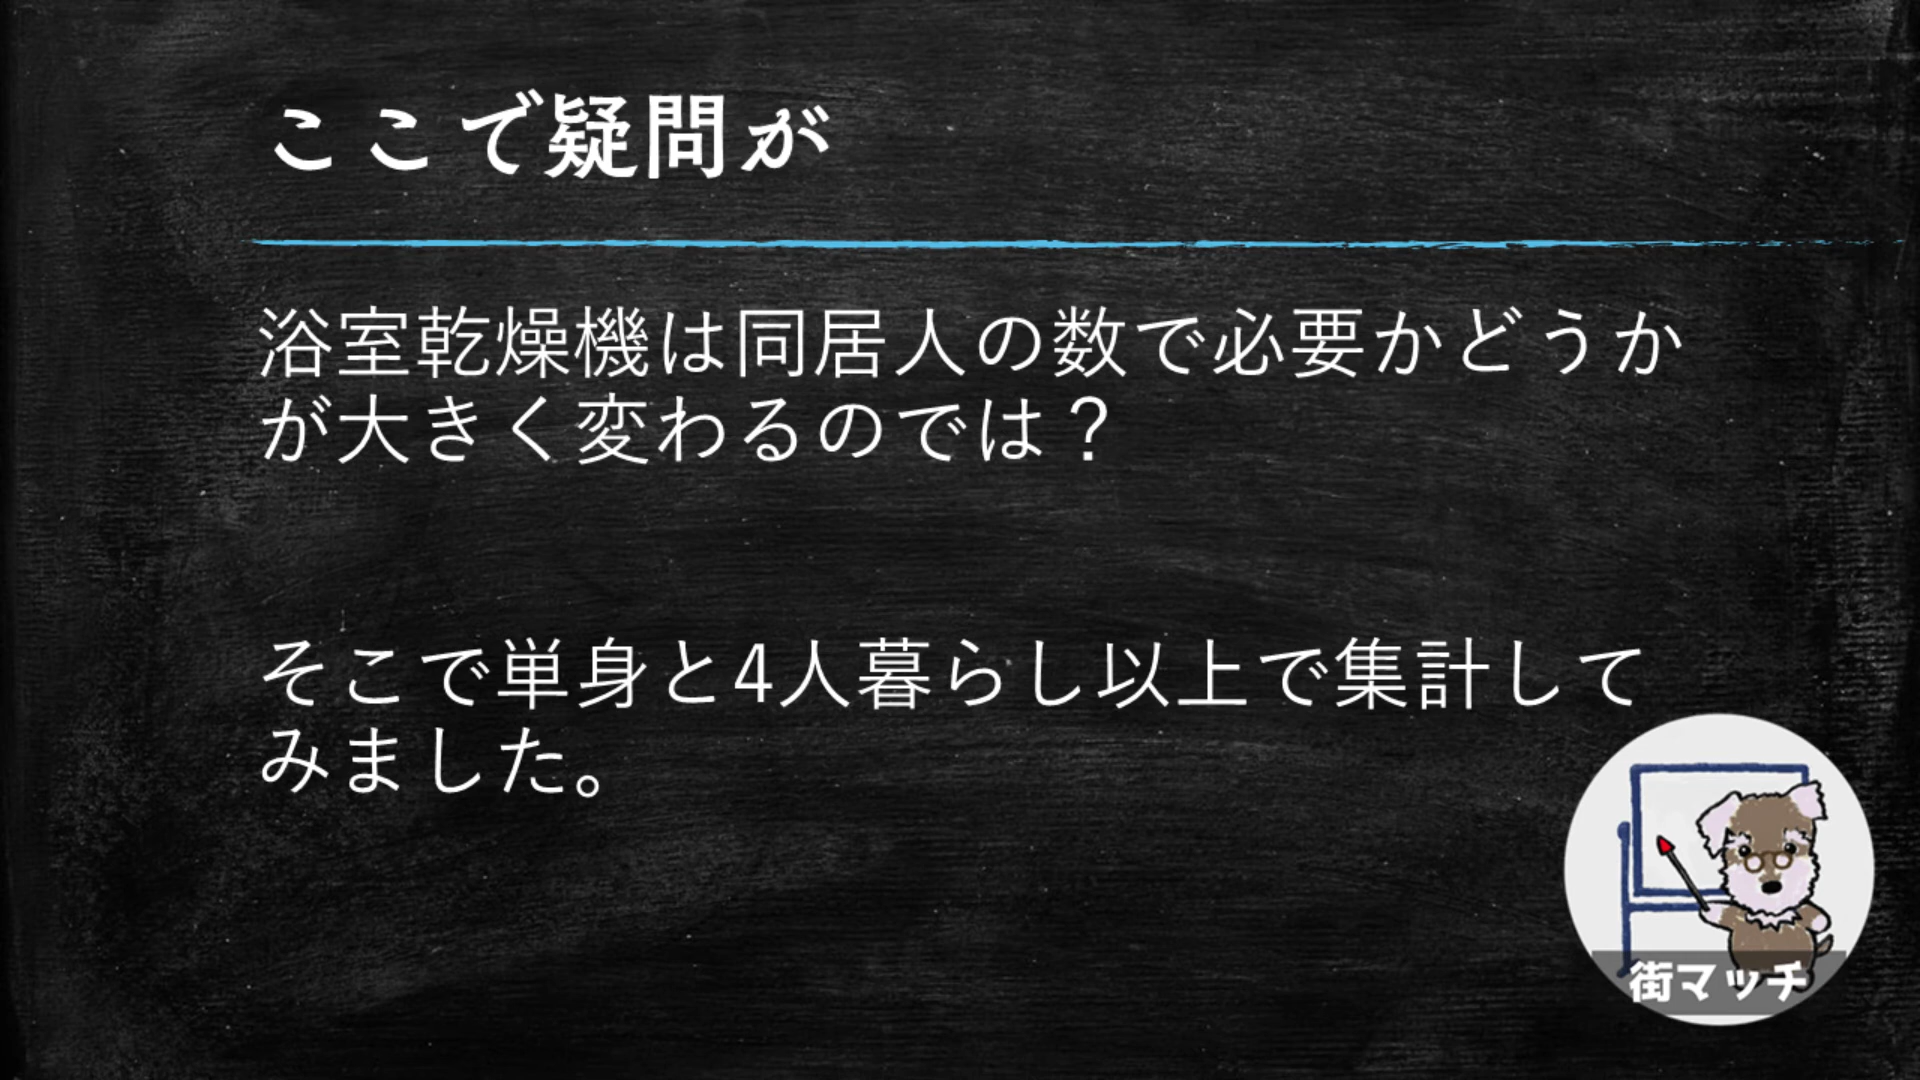 ここで疑問が
浴室乾燥機は同居人の数で必要かどうか
が大きく変わるのでは？
そこで単身と4人暮らし以上で集計して
みました。
街マッチ